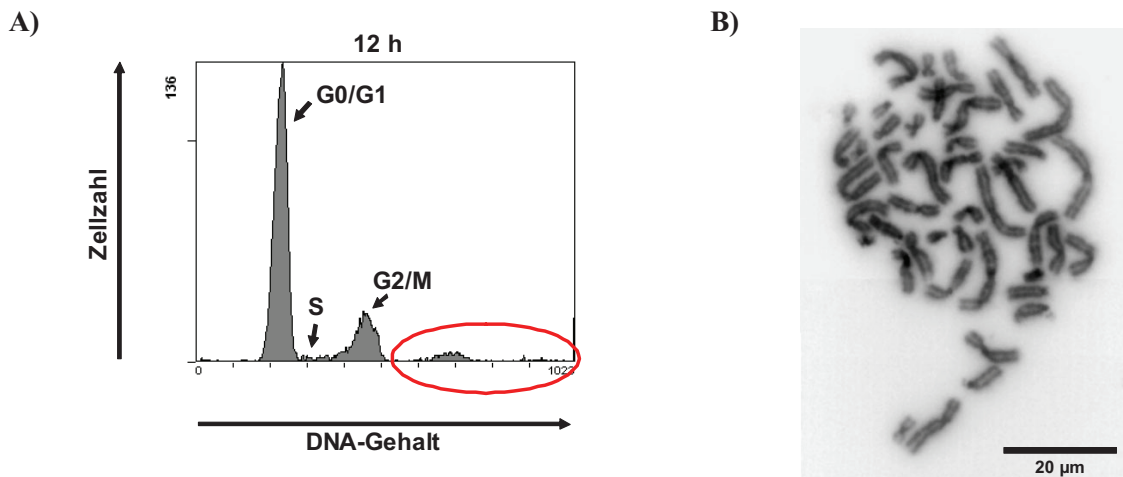 A)
12 h
136
G0/G1
S
G2/M
Zellzahl
0
1023
DNA-Gehalt
B)
20 µm